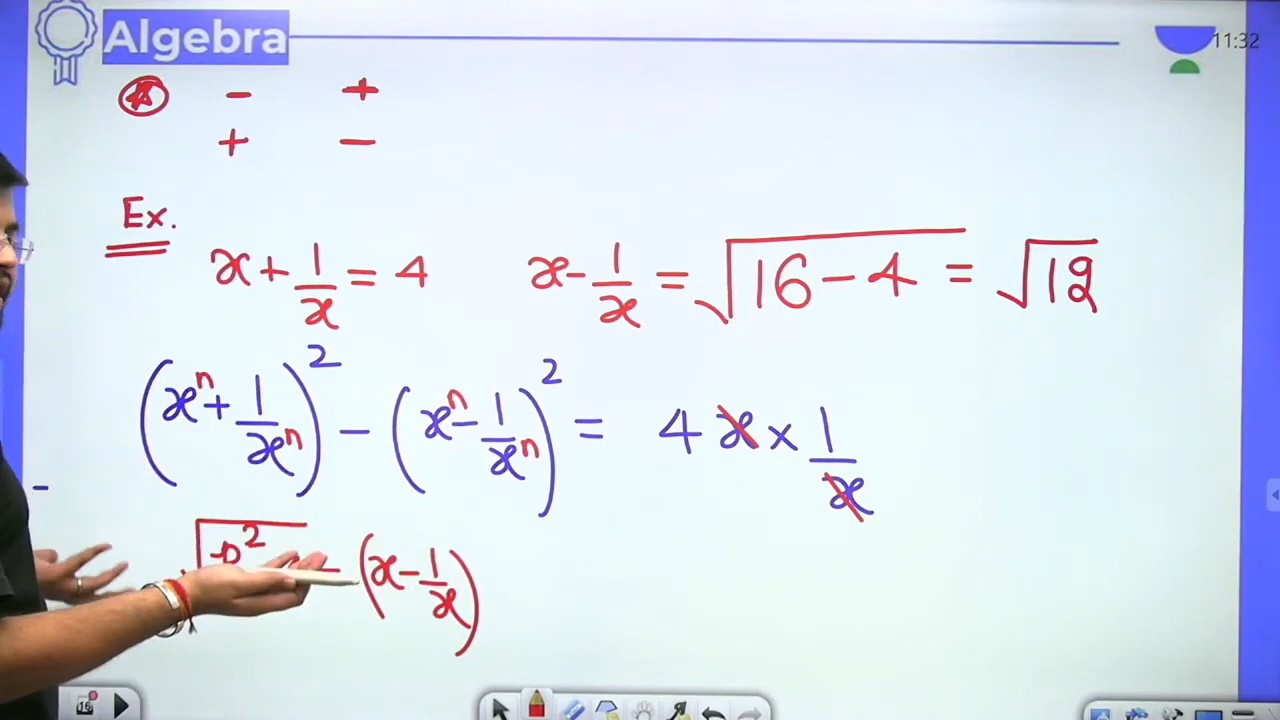 Algebra
11:32
- +
+ -
Ex.
x + 1/x = 4    x - 1/x = √(16 - 4) = √12
(xⁿ + 1/xⁿ)² - (xⁿ - 1/xⁿ)² = 4 x × 1/x
(x - 1/x)
16